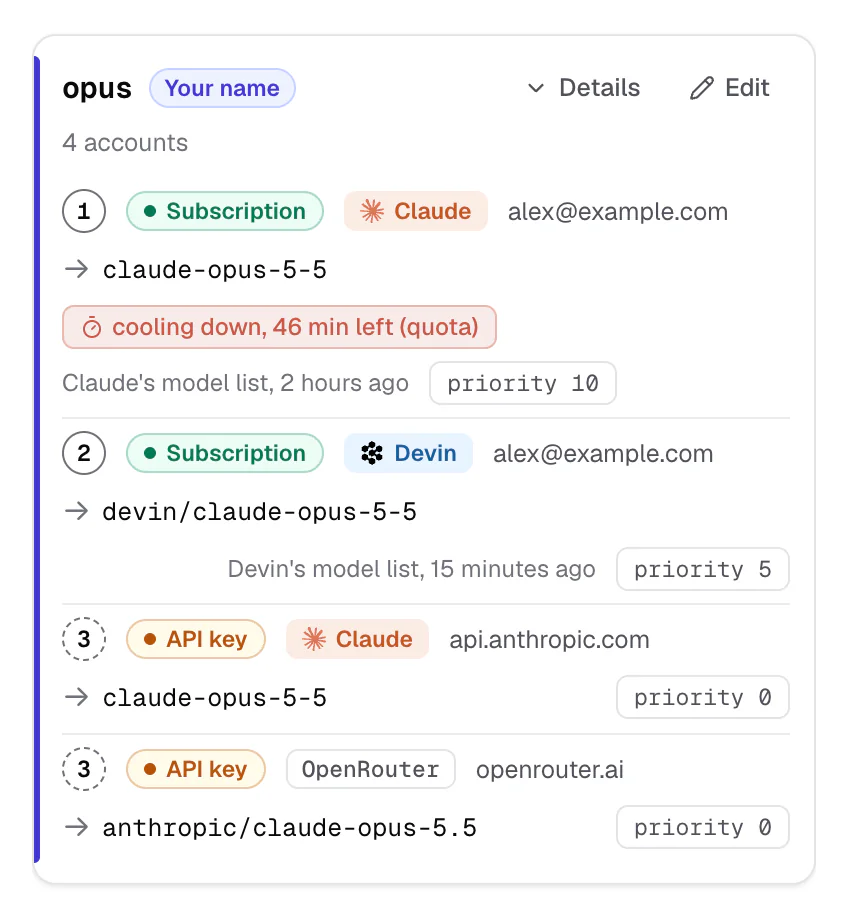 opus Your name Details Edit
4 accounts
1 Subscription Claude alex@example.com
→ claude-opus-5-5
cooling down, 46 min left (quota)
Claude's model list, 2 hours ago priority 10
2 Subscription Devin alex@example.com
→ devin/claude-opus-5-5
Devin's model list, 15 minutes ago priority 5
3 API key Claude api.anthropic.com
→ claude-opus-5-5 priority 0
3 API key OpenRouter openrouter.ai
→ anthropic/claude-opus-5.5 priority 0